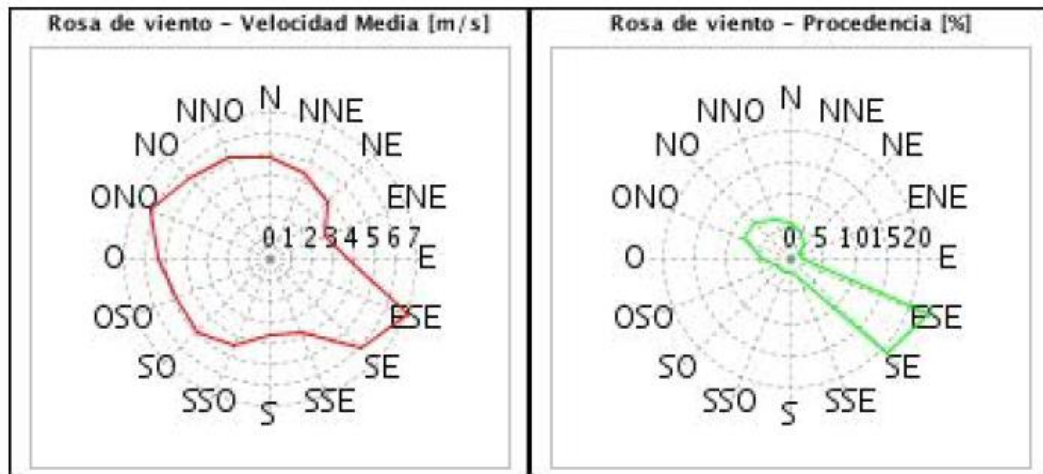 Rosa de viento – Velocidad Media [m/s]
N
NNO
NNE
NO
NE
ONO
ENE
0 1 2 3 4 5 6 7
O
E
OSO
ESE
SO
SE
SSO
SSE
S
Rosa de viento – Procedencia [%]
N
NNO
NNE
NO
NE
ONO
ENE
0 5 10 15 20
O
E
OSO
ESE
SO
SE
SSO
SSE
S